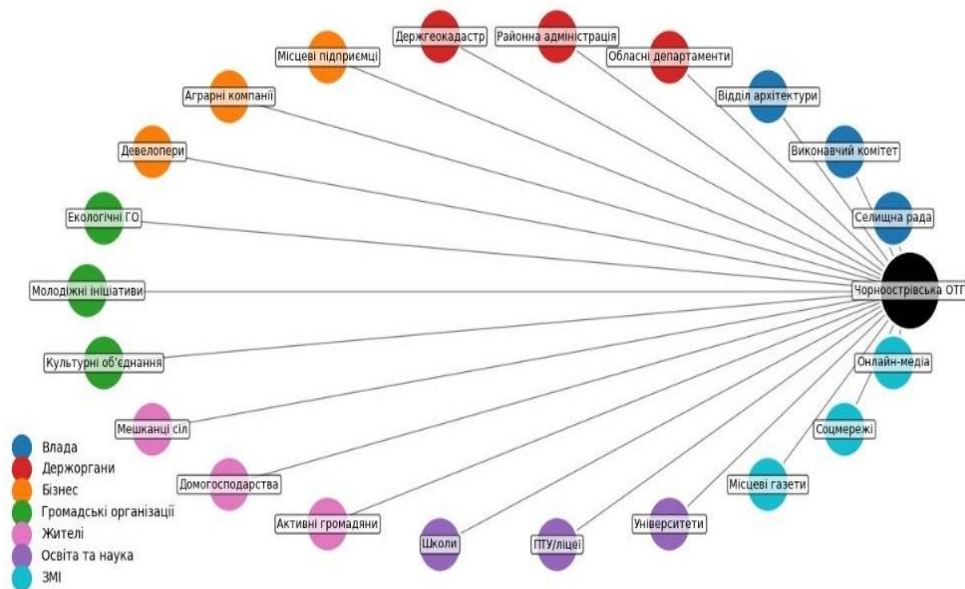 Держгеокадастр
Районна адміністрація
Місцеві підприємці
Обласні департаменти
Аграрні компанії
Відділ архітектури
Девелопери
Виконавчий комітет
Екологічні ГО
Селищна рада
Молодіжні ініціативи
Чорноострівська ОТГ
Культурні об'єднання
Онлайн-медіа
Мешканці сіл
Соцмережі
Домогосподарства
Місцеві газети
Активні громадяни
Університети
Школи
ПТУ/ліцеї
Влада
Держоргани
Бізнес
Громадські організації
Жителі
Освіта та наука
ЗМІ